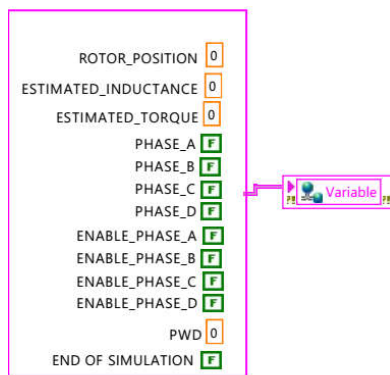 ROTOR_POSITION 0
ESTIMATED_INDUCTANCE 0
ESTIMATED_TORQUE 0
PHASE_A F
PHASE_B F
PHASE_C F
PHASE_D F
ENABLE_PHASE_A F
ENABLE_PHASE_B F
ENABLE_PHASE_C F
ENABLE_PHASE_D F
PWD 0
END OF SIMULATION F
?! Variable ?!